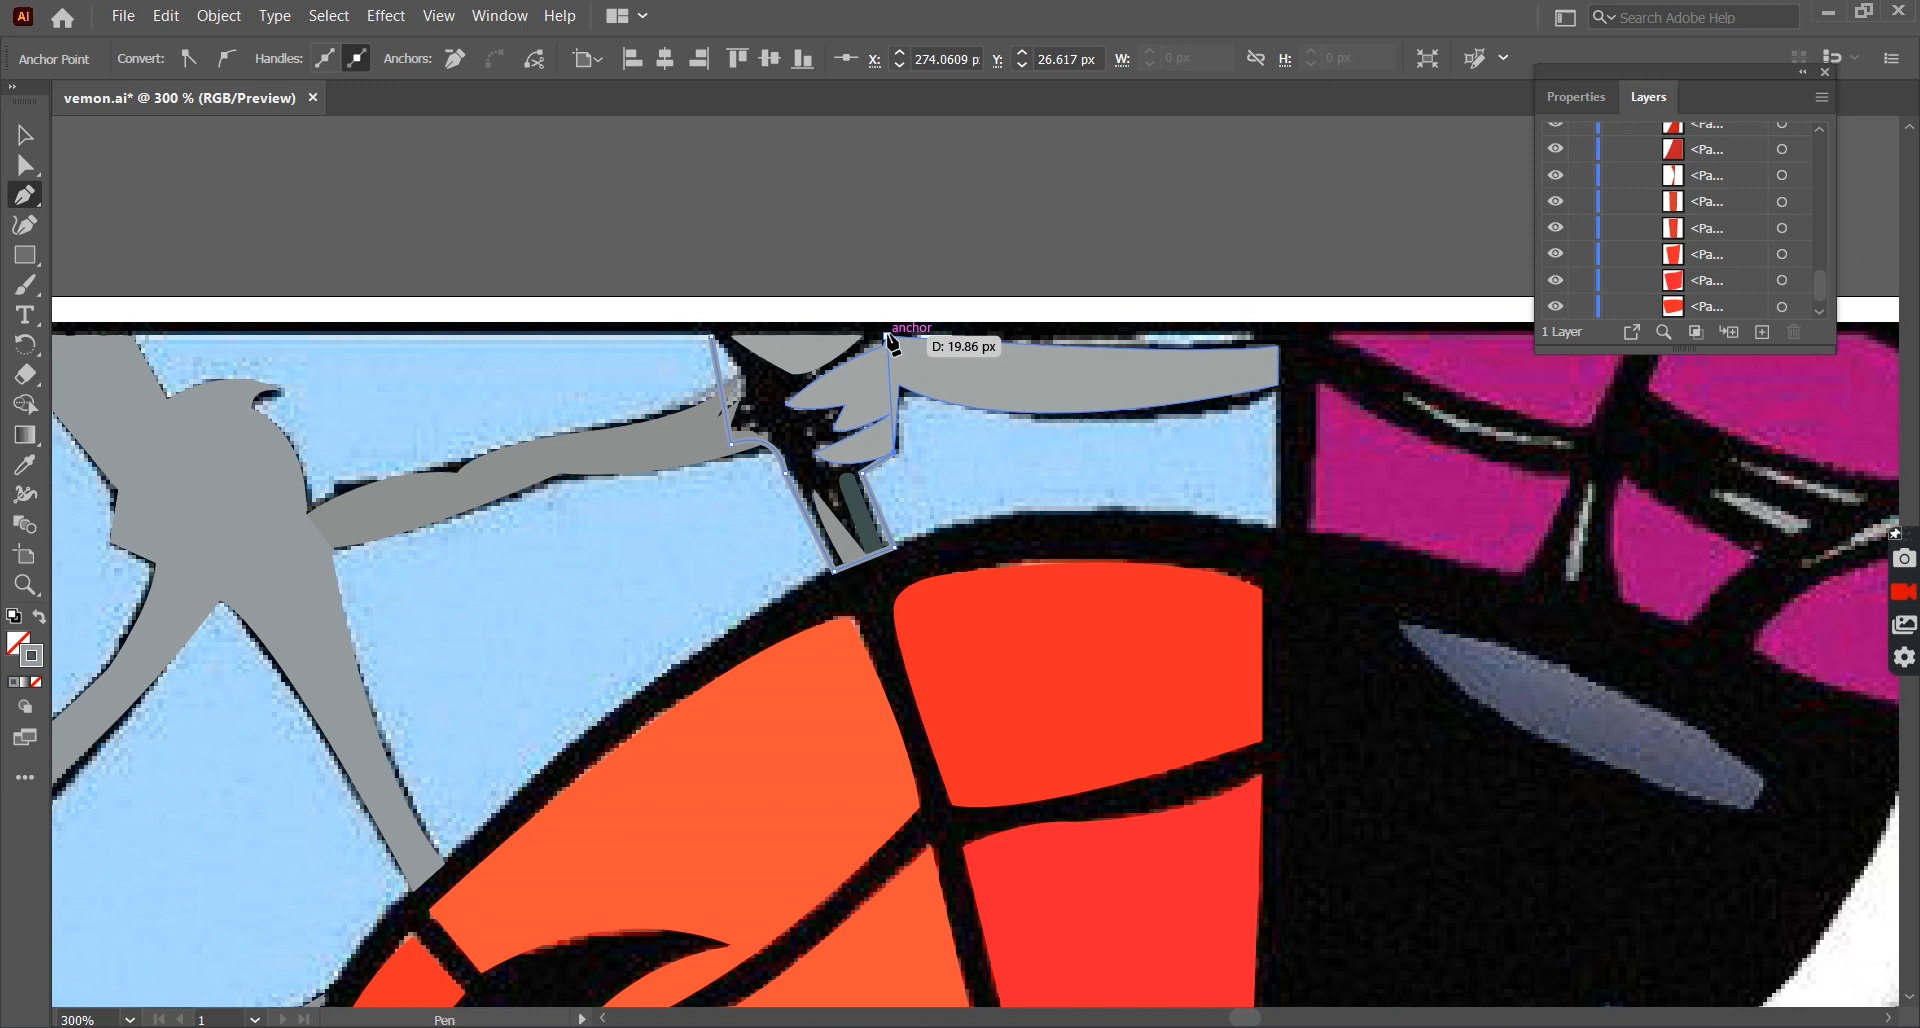 Ai File Edit Object Type Select Effect View Window Help Search Adobe Help
Anchor Point Convert: Handles: Anchors: X: 274.0609 p Y: 26.617 px W: 0 px H: 0 px
vemon.ai* @ 300 % (RGB/Preview)
Properties Layers
<Pa...
<Pa...
<Pa...
<Pa...
<Pa...
<Pa...
<Pa...
<Pa...
1 Layer
anchor
D: 19.86 px
300% 1 Pen